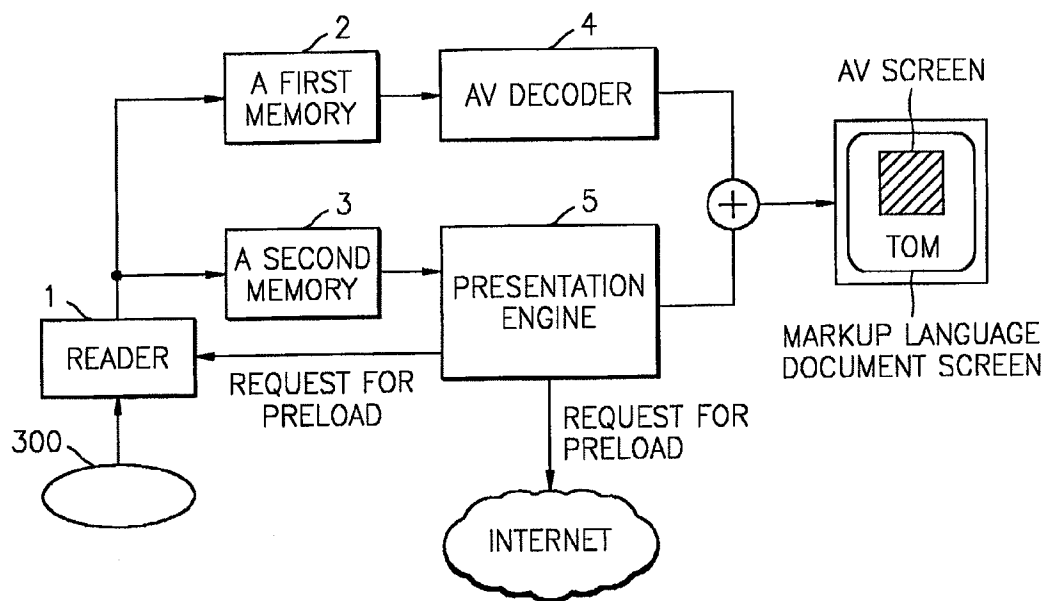 2
A FIRST
MEMORY
4
AV DECODER
AV SCREEN
TOM
MARKUP LANGUAGE
DOCUMENT SCREEN
3
A SECOND
MEMORY
5
PRESENTATION
ENGINE
1
READER
REQUEST FOR
PRELOAD
REQUEST FOR
PRELOAD
300
INTERNET